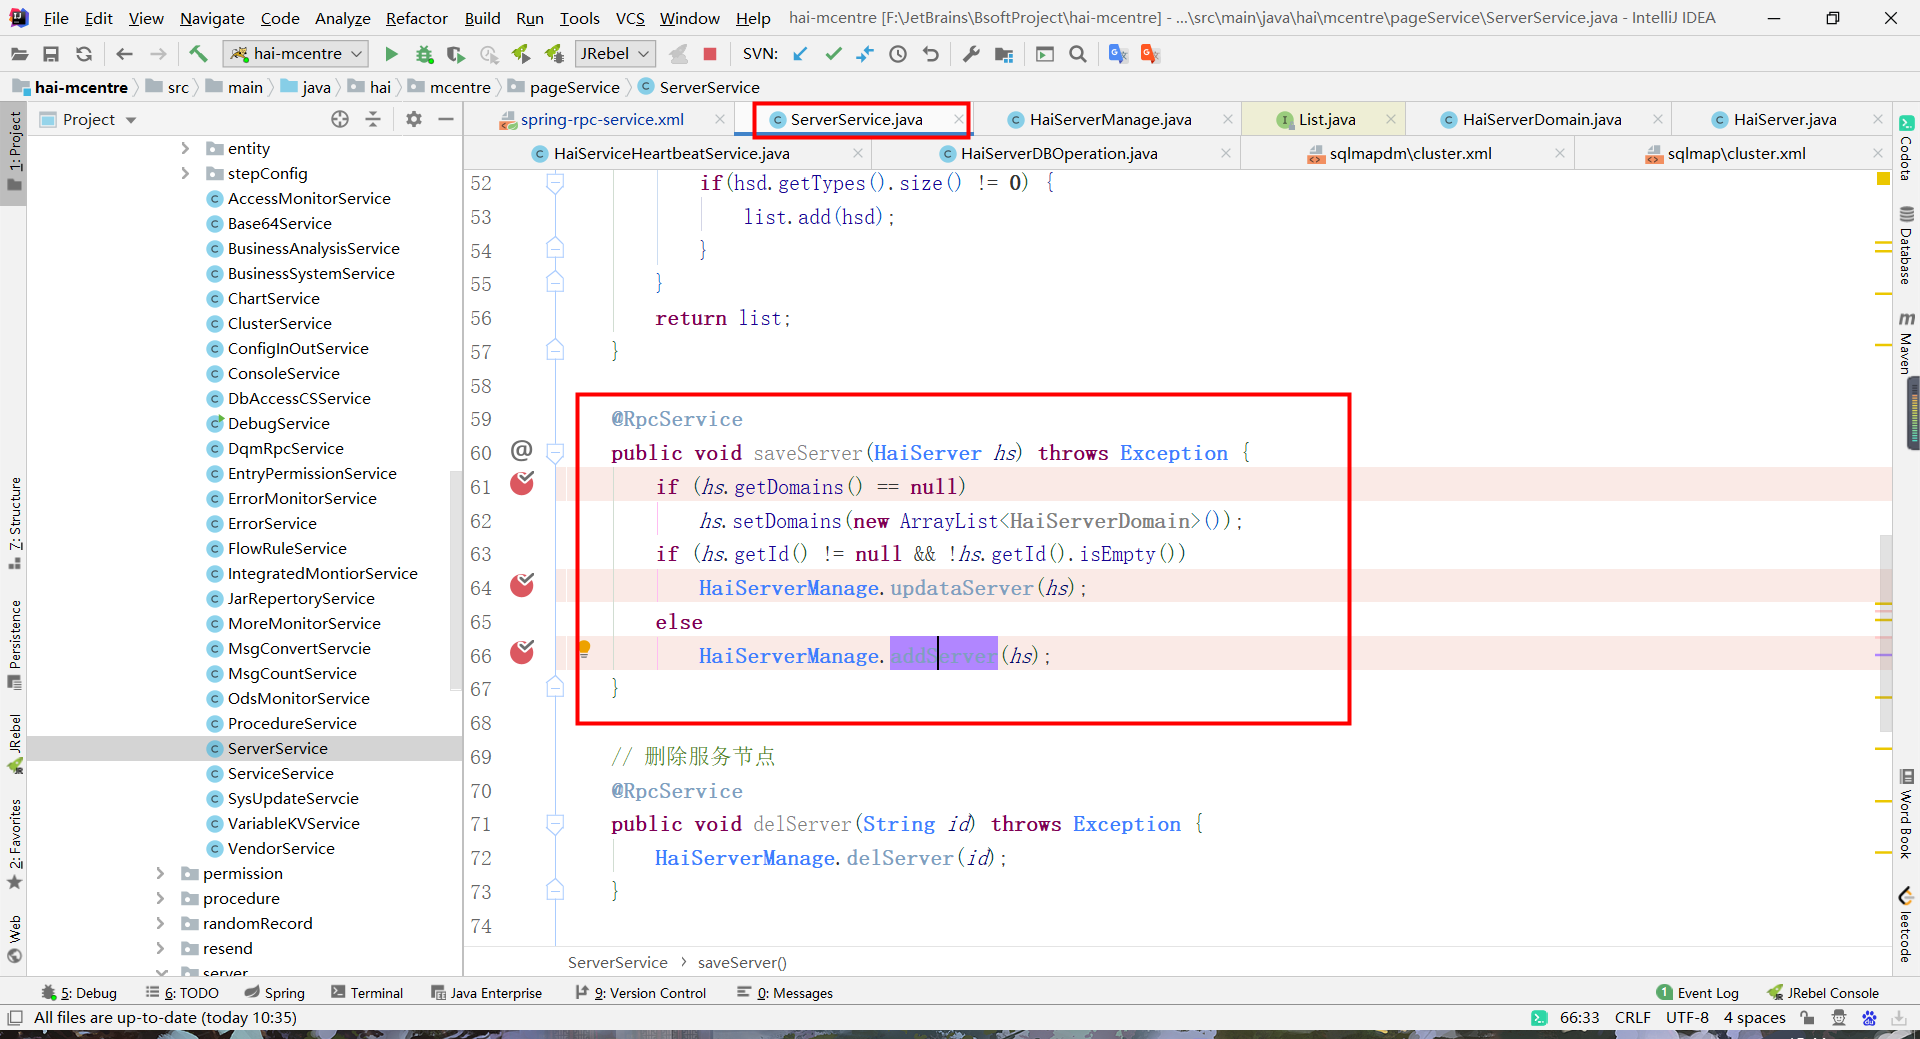 File Edit View Navigate Code Analyze Refactor Build Run Tools VCS Window Help hai-mcentre [F:\JetBrains\BsoftProject\hai-mcentre] - ...\src\main\java\hai\mcentre\pageService\ServerService.java - IntelliJ IDEA
hai-mcentre JRebel SVN:
hai-mcentre src main java hai mcentre pageService ServerService
Project
spring-rpc-service.xml ServerService.java HaiServerManage.java List.java HaiServerDomain.java HaiServer.java
HaiServiceHeartbeatService.java HaiServerDBOperation.java sqlmapdm\cluster.xml sqlmap\cluster.xml
1: Project
7: Structure
Persistence
JRebel
2: Favorites
Web
entity
stepConfig
AccessMonitorService
Base64Service
BusinessAnalysisService
BusinessSystemService
ChartService
ClusterService
ConfigInOutService
ConsoleService
DbAccessCSService
DebugService
DqmRpcService
EntryPermissionService
ErrorMonitorService
ErrorService
FlowRuleService
IntegratedMontiorService
JarRepertoryService
MoreMonitorService
MsgConvertServcie
MsgCountService
OdsMonitorService
ProcedureService
ServerService
ServiceService
SysUpdateServcie
VariableKVService
VendorService
permission
procedure
randomRecord
resend
server
52 if(hsd.getTypes().size() != 0) {
53 list.add(hsd);
54 }
55 }
56 return list;
57 }
58
59 @RpcService
60 public void saveServer(HaiServer hs) throws Exception {
61 if (hs.getDomains() == null)
62 hs.setDomains(new ArrayList<HaiServerDomain>());
63 if (hs.getId() != null && !hs.getId().isEmpty())
64 HaiServerManage.updataServer(hs);
65 else
66 HaiServerManage.addServer(hs);
67 }
68
69 // 删除服务节点
70 @RpcService
71 public void delServer(String id) throws Exception {
72 HaiServerManage.delServer(id);
73 }
74
ServerService > saveServer()
Codota
Database
Maven
Word Book
leetcode
5: Debug 6: TODO Spring Terminal Java Enterprise 9: Version Control 0: Messages 1 Event Log JRebel Console
All files are up-to-date (today 10:35) 66:33 CRLF UTF-8 4 spaces